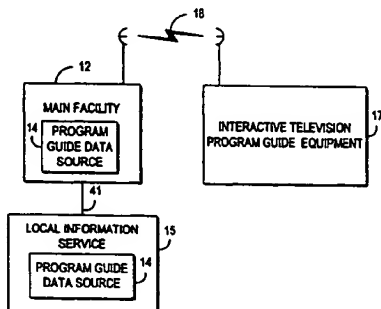 18
12
MAIN FACILITY
14
PROGRAM
GUIDE DATA
SOURCE
INTERACTIVE TELEVISION
PROGRAM GUIDE EQUIPMENT
17
41
LOCAL INFORMATION
SERVICE
15
PROGRAM GUIDE
DATA SOURCE
14